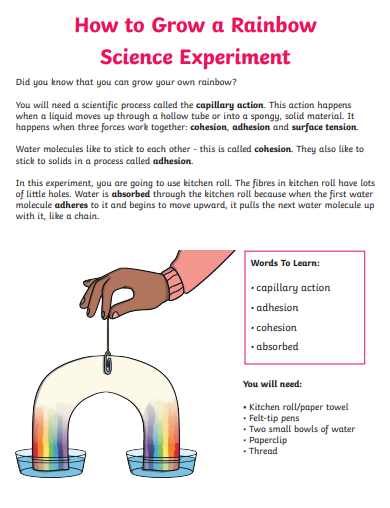 How to Grow a Rainbow
Science Experiment
Did you know that you can grow your own rainbow?
You will need a scientific process called the capillary action. This action happens
when a liquid moves up through a hollow tube or into a spongy, solid material. It
happens when three forces work together: cohesion, adhesion and surface tension.
Water molecules like to stick to each other - this is called cohesion. They also like to
stick to solids in a process called adhesion.
In this experiment, you are going to use kitchen roll. The fibres in kitchen roll have lots
of little holes. Water is absorbed through the kitchen roll because when the first water
molecule adheres to it and begins to move upward, it pulls the next water molecule up
with it, like a chain.
Words To Learn:
• capillary action
• adhesion
• cohesion
• absorbed
You will need:
• Kitchen roll/paper towel
• Felt-tip pens
• Two small bowls of water
• Paperclip
• Thread